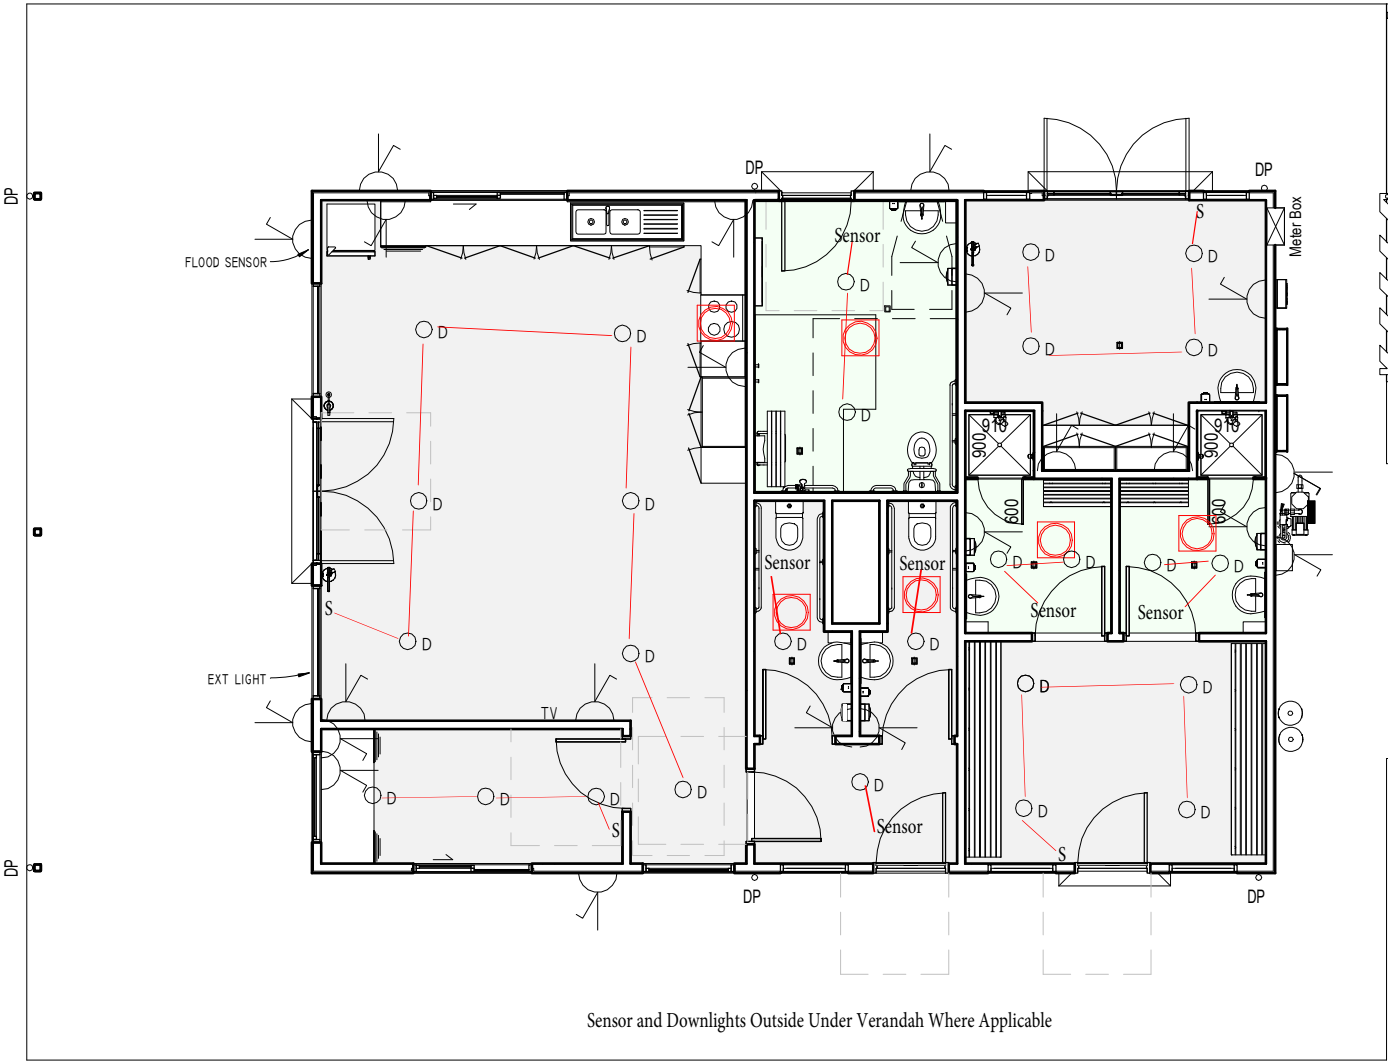 DP
DP
DP
S
Meter Box
Sensor
FLOOD SENSOR
D
D
D
D
D
D
D
910
900
910
900
D
D
D
600
600
Sensor
Sensor
D
D
D
D
S
Sensor
Sensor
D
D
D
D
EXT LIGHT
D
D
TV
D
D
D
D
D
D
D
S
Sensor
S
DP
DP
DP
Sensor and Downlights Outside Under Verandah Where Applicable